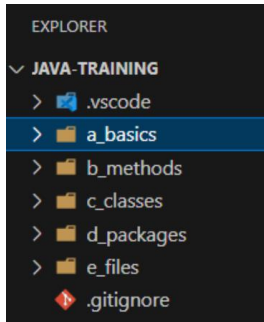 EXPLORER
JAVA-TRAINING
.vscode
a_basics
b_methods
c_classes
d_packages
e_files
.gitignore